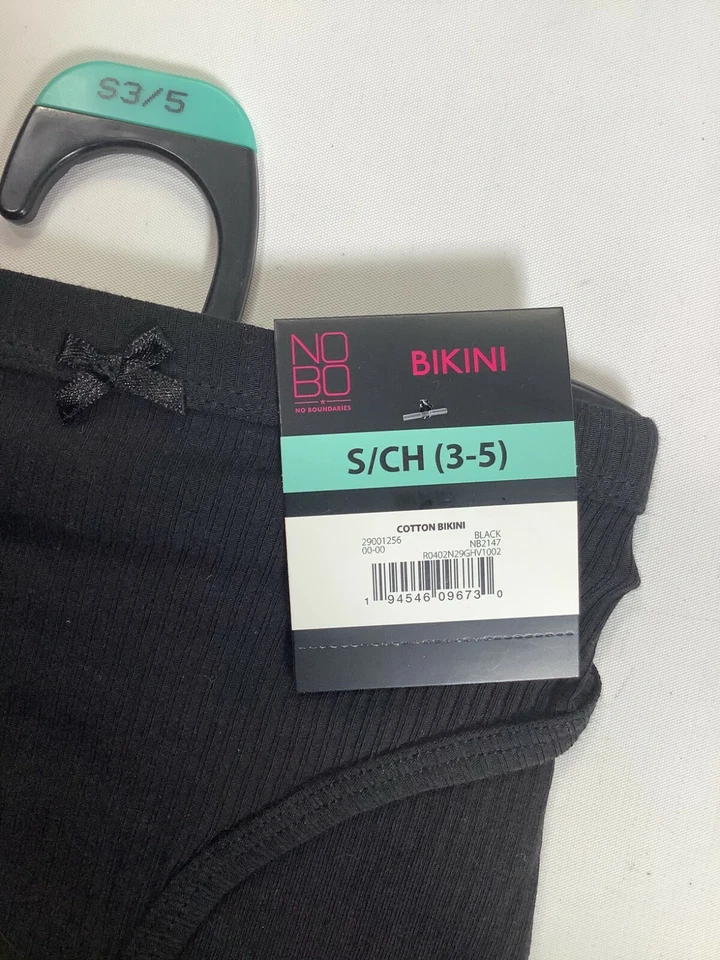 S3/5
NO
BO
NO BOUNDARIES
BIKINI
S/CH (3-5)
COTTON BIKINI
29001256 BLACK
00-00 NB2147
R0402N29GHV1002
1 94546 09673 0